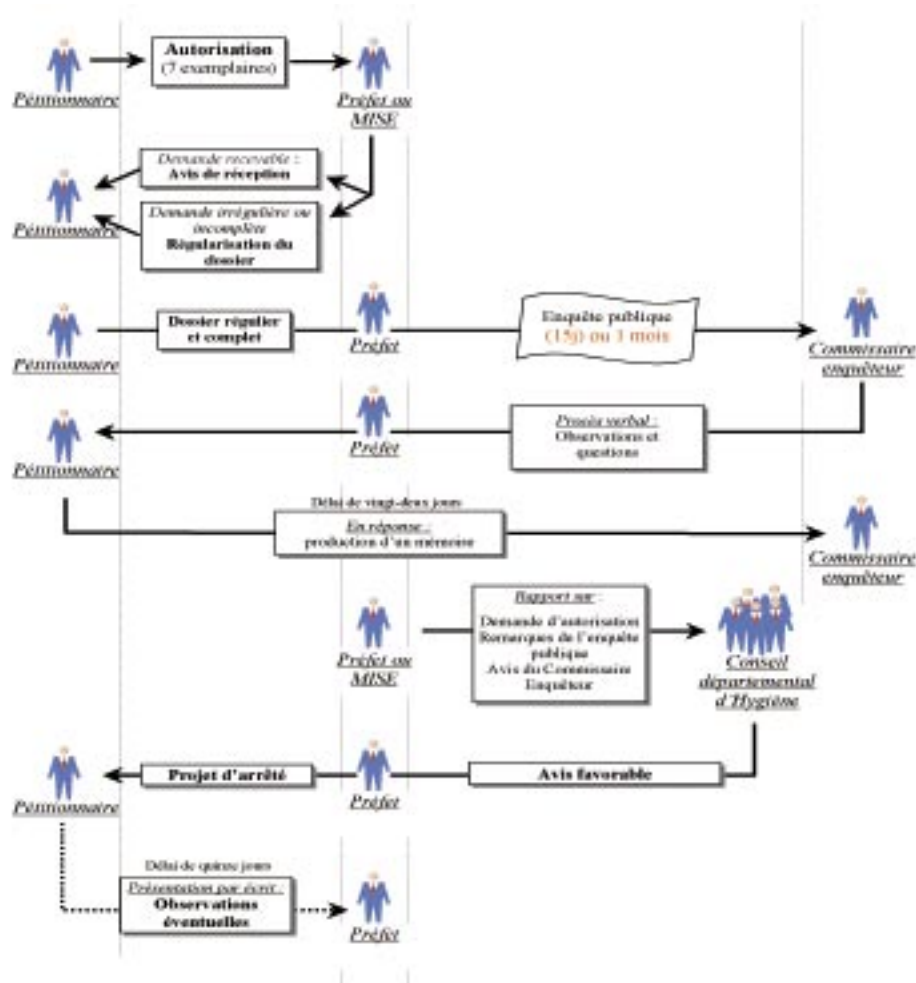 Autorisation
(7 exemplaires)
Pétitionnaire
Préfet ou
MISE
Demande recevable :
Avis de réception
Demande irrégulière ou
incomplète
Régularisation du
dossier
Pétitionnaire
Dossier régulier
et complet
Enquête publique
(15j) ou 1 mois
Pétitionnaire
Préfet
Commissaire
enquêteur
Procès verbal :
Observations et
questions
Pétitionnaire
Préfet
Délai de vingt-deux jours
En réponse :
production d'un mémoire
Commissaire
enquêteur
Rapport sur :
Demande d'autorisation
Remarques de l'enquête
publique
Avis du Commissaire
Enquêteur
Préfet ou
MISE
Conseil
départemental
d'Hygiène
Projet d'arrêté
Avis favorable
Pétitionnaire
Préfet
Délai de quinze jours
Présentation par écrit :
Observations
éventuelles
Préfet